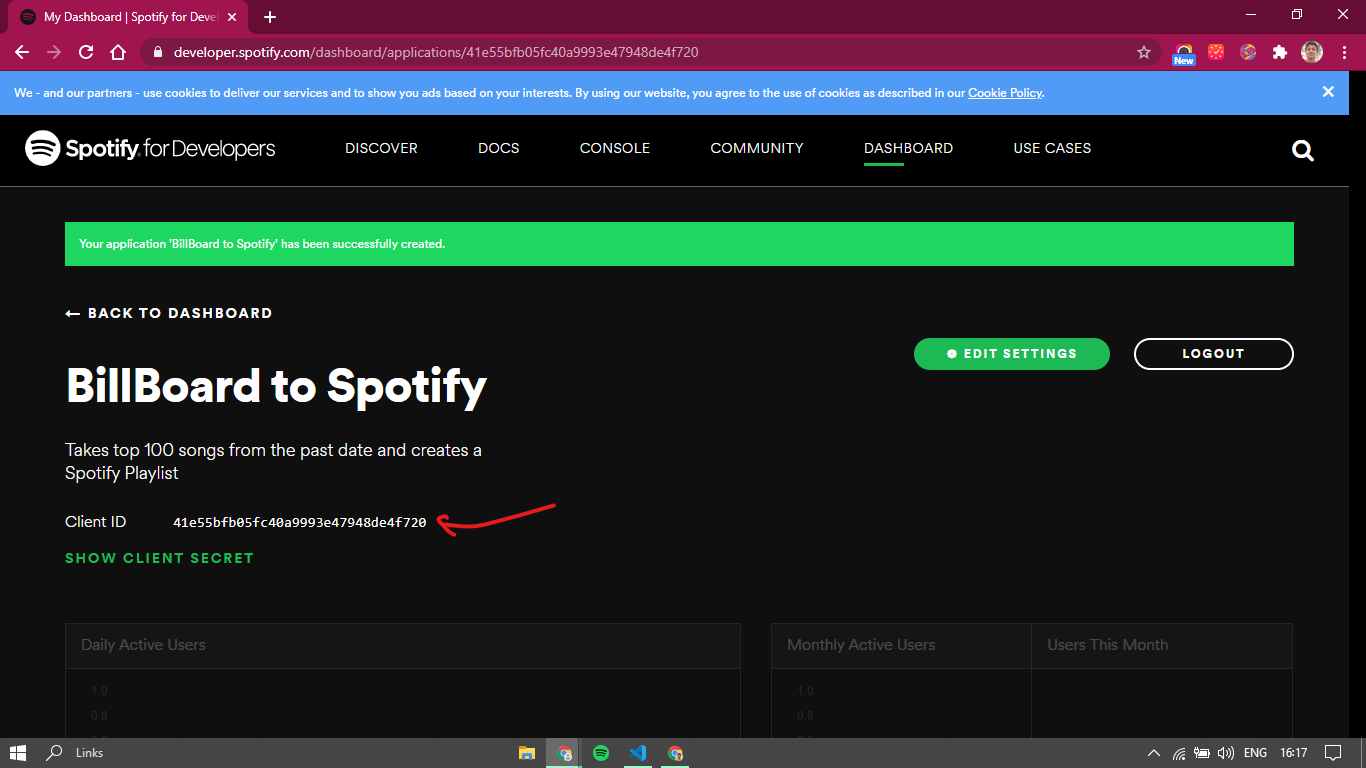 My Dashboard | Spotify for Deve
developer.spotify.com/dashboard/applications/41e55bfb05fc40a9993e47948de4f720
New
We - and our partners - use cookies to deliver our services and to show you ads based on your interests. By using our website, you agree to the use of cookies as described in our Cookie Policy.
Spotify for Developers
DISCOVER
DOCS
CONSOLE
COMMUNITY
DASHBOARD
USE CASES
Your application 'BillBoard to Spotify' has been successfully created.
← BACK TO DASHBOARD
EDIT SETTINGS
LOGOUT
BillBoard to Spotify
Takes top 100 songs from the past date and creates a
Spotify Playlist
Client ID 41e55bfb05fc40a9993e47948de4f720
SHOW CLIENT SECRET
Daily Active Users
Monthly Active Users
Users This Month
1.0
1.0
0.8
0.8
Links
ENG
16:17